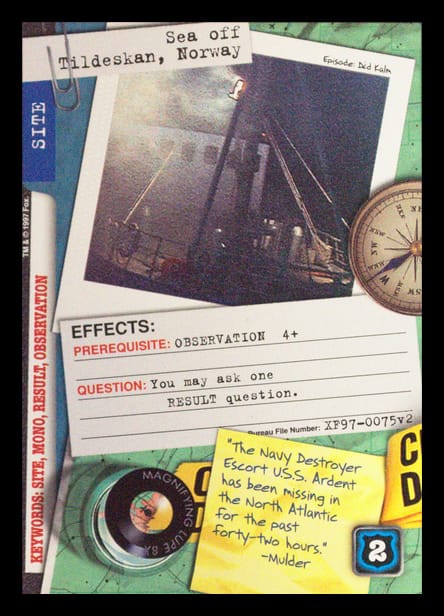 Sea off
Tildeskan, Norway
Episode: Död Kalm
SITE
TM & © 1997 Fox.
KEYWORDS: SITE, MONO, RESULT, OBSERVATION
EFFECTS:
PREREQUISITE: OBSERVATION 4+
QUESTION: You may ask one
RESULT question.
Bureau File Number: XF97-0075v2
MAGNIFYING LUPE 8X
"The Navy Destroyer
Escort U.S.S. Ardent
has been missing in
the North Atlantic
for the past
forty-two hours."
-Mulder
2